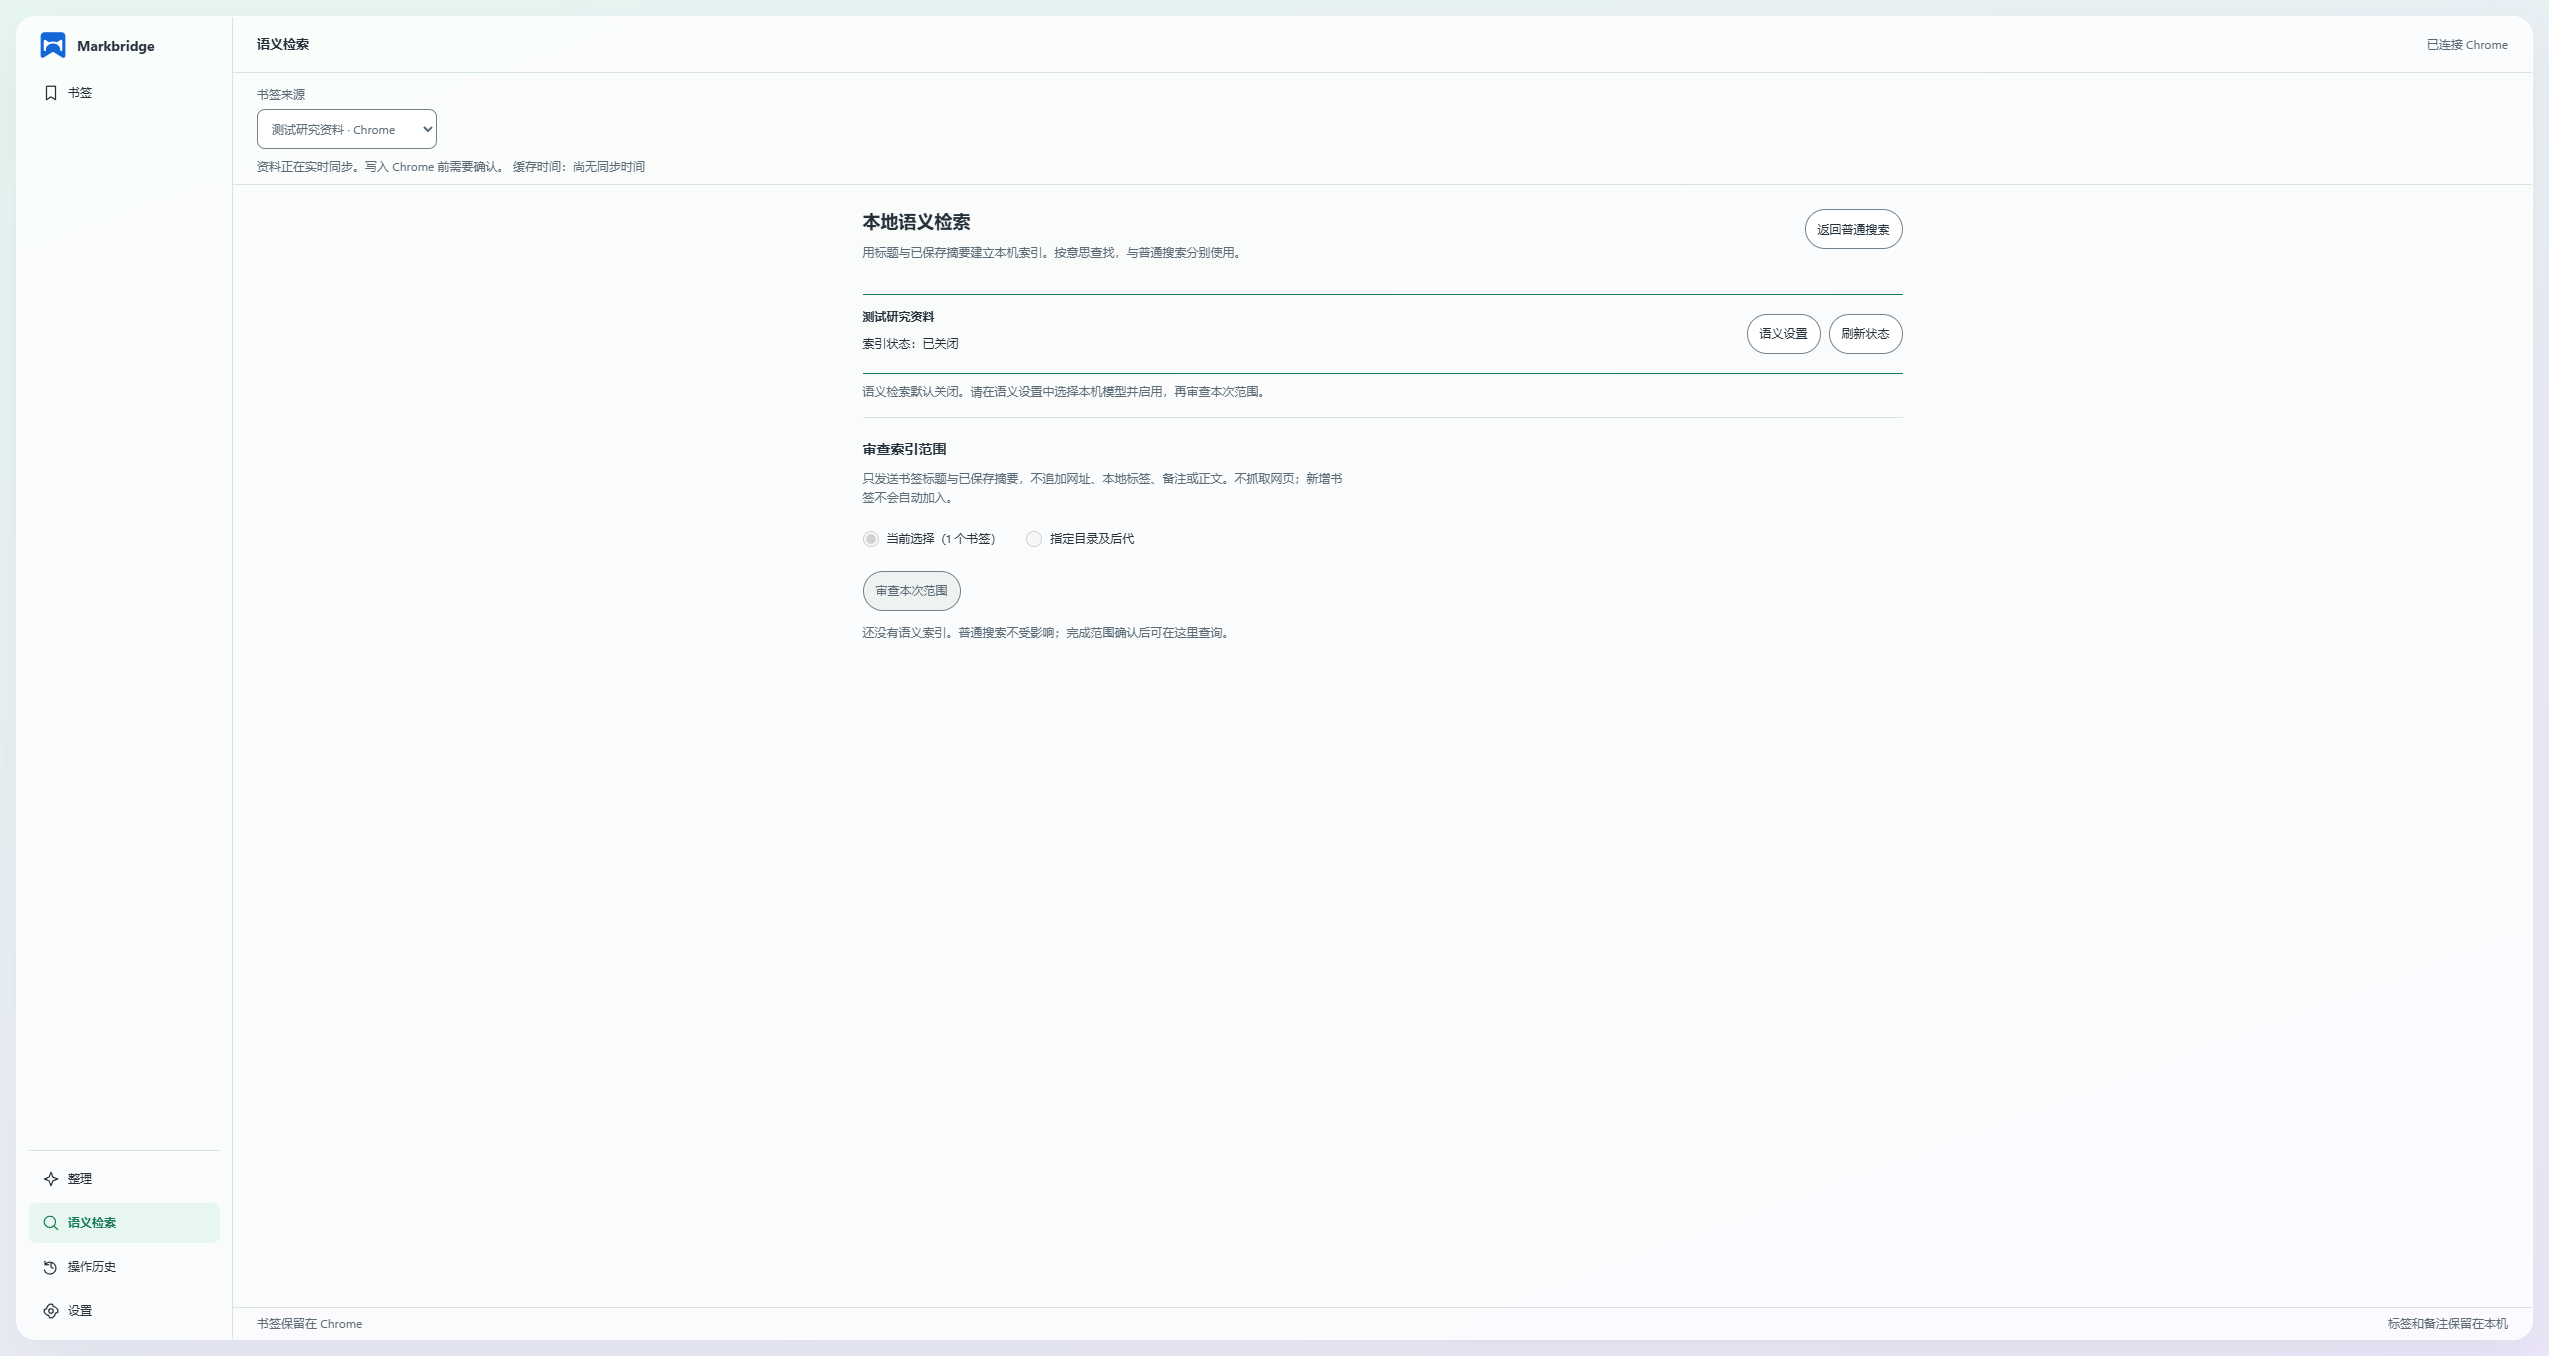 Markbridge
书签
语义检索
已连接 Chrome
书签来源
测试研究资料 · Chrome
资料正在实时同步。写入 Chrome 前需要确认。 缓存时间：尚无同步时间
本地语义检索
返回普通搜索
用标题与已保存摘要建立本机索引。按意思查找，与普通搜索分别使用。
测试研究资料
索引状态：已关闭
语义设置
刷新状态
语义检索默认关闭。请在语义设置中选择本机模型并启用，再审查本次范围。
审查索引范围
只发送书签标题与已保存摘要，不追加网址、本地标签、备注或正文。不抓取网页；新增书
签不会自动加入。
当前选择（1 个书签）
指定目录及后代
审查本次范围
还没有语义索引。普通搜索不受影响；完成范围确认后可在这里查询。
整理
语义检索
操作历史
设置
书签保留在 Chrome
标签和备注保留在本机